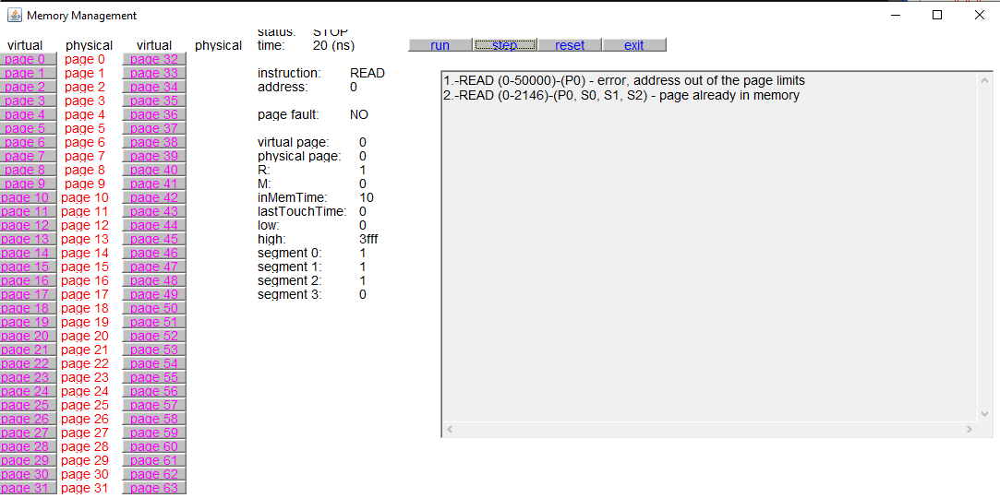 Memory Management
status: STOP
virtual physical virtual physical time: 20 (ns) run step reset exit
page 0 page 0 page 32
page 1 page 1 page 33 instruction: READ
page 2 page 2 page 34 address: 0
page 3 page 3 page 35
page 4 page 4 page 36 page fault: NO
page 5 page 5 page 37
page 6 page 6 page 38 virtual page: 0
page 7 page 7 page 39 physical page: 0
page 8 page 8 page 40 R: 1
page 9 page 9 page 41 M: 0
page 10 page 10 page 42 inMemTime: 10
page 11 page 11 page 43 lastTouchTime: 0
page 12 page 12 page 44 low: 0
page 13 page 13 page 45 high: 3fff
page 14 page 14 page 46 segment 0: 1
page 15 page 15 page 47 segment 1: 1
page 16 page 16 page 48 segment 2: 1
page 17 page 17 page 49 segment 3: 0
page 18 page 18 page 50
page 19 page 19 page 51
page 20 page 20 page 52
page 21 page 21 page 53
page 22 page 22 page 54
page 23 page 23 page 55
page 24 page 24 page 56
page 25 page 25 page 57
page 26 page 26 page 58
page 27 page 27 page 59
page 28 page 28 page 60
page 29 page 29 page 61
page 30 page 30 page 62
page 31 page 31 page 63
1.-READ (0-50000)-(P0) - error, address out of the page limits
2.-READ (0-2146)-(P0, S0, S1, S2) - page already in memory